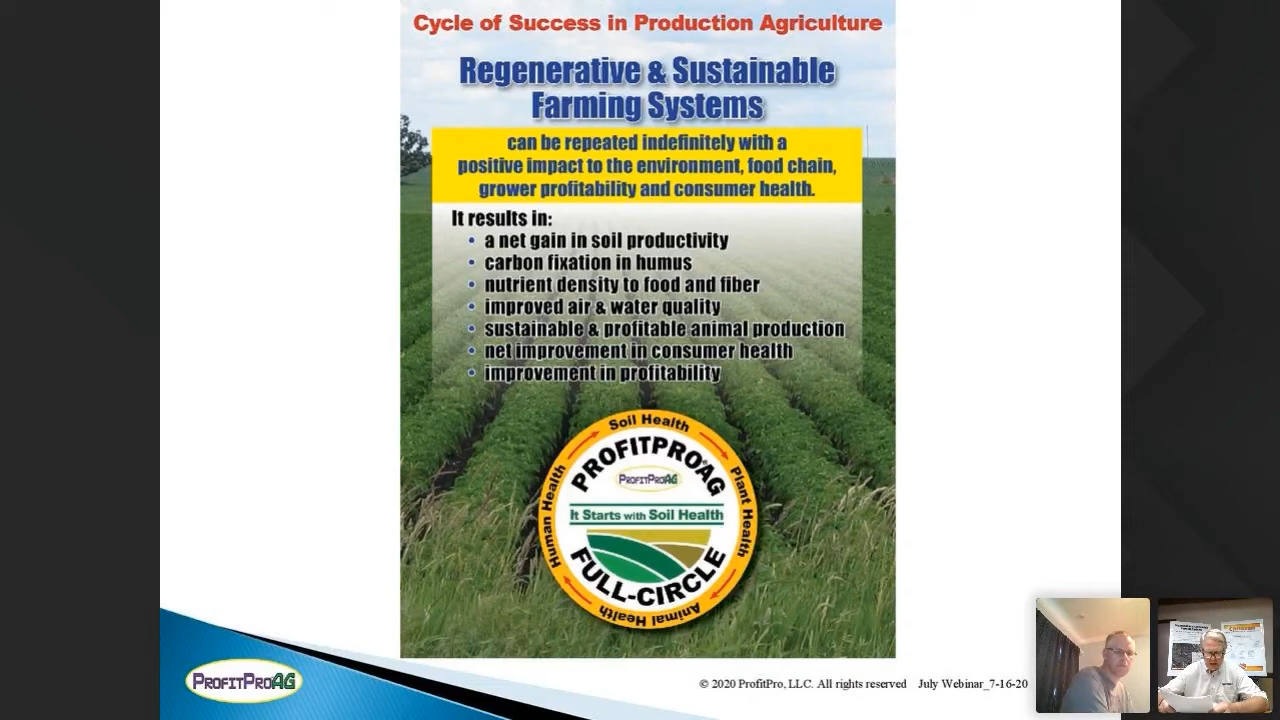 Cycle of Success in Production Agriculture
Regenerative & Sustainable
Farming Systems
can be repeated indefinitely with a
positive impact to the environment, food chain,
grower profitability and consumer health.
It results in:
• a net gain in soil productivity
• carbon fixation in humus
• nutrient density to food and fiber
• improved air & water quality
• sustainable & profitable animal production
• net improvement in consumer health
• improvement in profitability
Soil Health
Plant Health
Animal Health
Human Health
PROFITPROAG
PROFITPROAG
It Starts with Soil Health
FULL-CIRCLE
PROFITPROAG
© 2020 ProfitPro, LLC. All rights reserved July Webinar_7-16-20